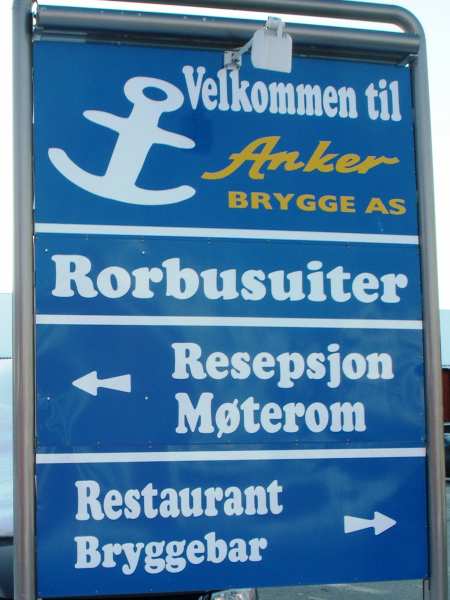 Velkommen til
Anker
BRYGGE AS
Rorbusuiter
Resepsjon
Møterom
Restaurant
Bryggebar